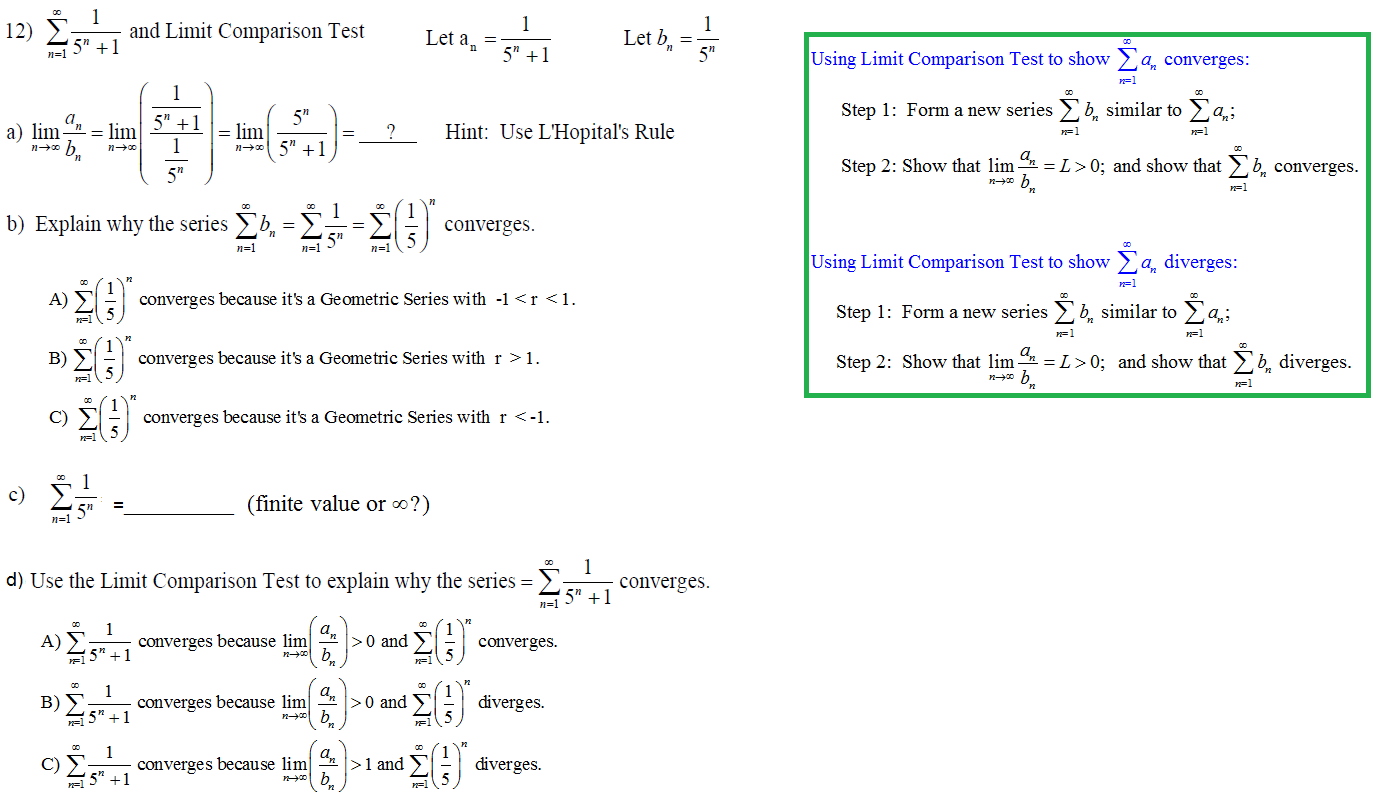 12) $\sum_{n=1}^{\infty} \frac{1}{5^n+1}$ and Limit Comparison Test   Let $a_n = \frac{1}{5^n+1}$   Let $b_n = \frac{1}{5^n}$
a) $\lim_{n\to\infty} \frac{a_n}{b_n} = \lim_{n\to\infty} \left( \frac{\frac{1}{5^n+1}}{\frac{1}{5^n}} \right) = \lim_{n\to\infty} \left( \frac{5^n}{5^n+1} \right) =$ __?__   Hint: Use L'Hopital's Rule
b) Explain why the series $\sum_{n=1}^{\infty} b_n = \sum_{n=1}^{\infty} \frac{1}{5^n} = \sum_{n=1}^{\infty} \left( \frac{1}{5} \right)^n$ converges.
A) $\sum_{n=1}^{\infty} \left( \frac{1}{5} \right)^n$ converges because it's a Geometric Series with -1 < r < 1.
B) $\sum_{n=1}^{\infty} \left( \frac{1}{5} \right)^n$ converges because it's a Geometric Series with r > 1.
C) $\sum_{n=1}^{\infty} \left( \frac{1}{5} \right)^n$ converges because it's a Geometric Series with r < -1.
c) $\sum_{n=1}^{\infty} \frac{1}{5^n}$ = __________ (finite value or ∞?)
d) Use the Limit Comparison Test to explain why the series = $\sum_{n=1}^{\infty} \frac{1}{5^n+1}$ converges.
A) $\sum_{n=1}^{\infty} \frac{1}{5^n+1}$ converges because $\lim_{n\to\infty} \left( \frac{a_n}{b_n} \right) > 0$ and $\sum_{n=1}^{\infty} \left( \frac{1}{5} \right)^n$ converges.
B) $\sum_{n=1}^{\infty} \frac{1}{5^n+1}$ converges because $\lim_{n\to\infty} \left( \frac{a_n}{b_n} \right) > 0$ and $\sum_{n=1}^{\infty} \left( \frac{1}{5} \right)^n$ diverges.
C) $\sum_{n=1}^{\infty} \frac{1}{5^n+1}$ converges because $\lim_{n\to\infty} \left( \frac{a_n}{b_n} \right) > 1$ and $\sum_{n=1}^{\infty} \left( \frac{1}{5} \right)^n$ diverges.
Using Limit Comparison Test to show $\sum_{n=1}^{\infty} a_n$ converges:
Step 1: Form a new series $\sum_{n=1}^{\infty} b_n$ similar to $\sum_{n=1}^{\infty} a_n$;
Step 2: Show that $\lim_{n\to\infty} \frac{a_n}{b_n} = L > 0$; and show that $\sum_{n=1}^{\infty} b_n$ converges.
Using Limit Comparison Test to show $\sum_{n=1}^{\infty} a_n$ diverges:
Step 1: Form a new series $\sum_{n=1}^{\infty} b_n$ similar to $\sum_{n=1}^{\infty} a_n$;
Step 2: Show that $\lim_{n\to\infty} \frac{a_n}{b_n} = L > 0$; and show that $\sum_{n=1}^{\infty} b_n$ diverges.